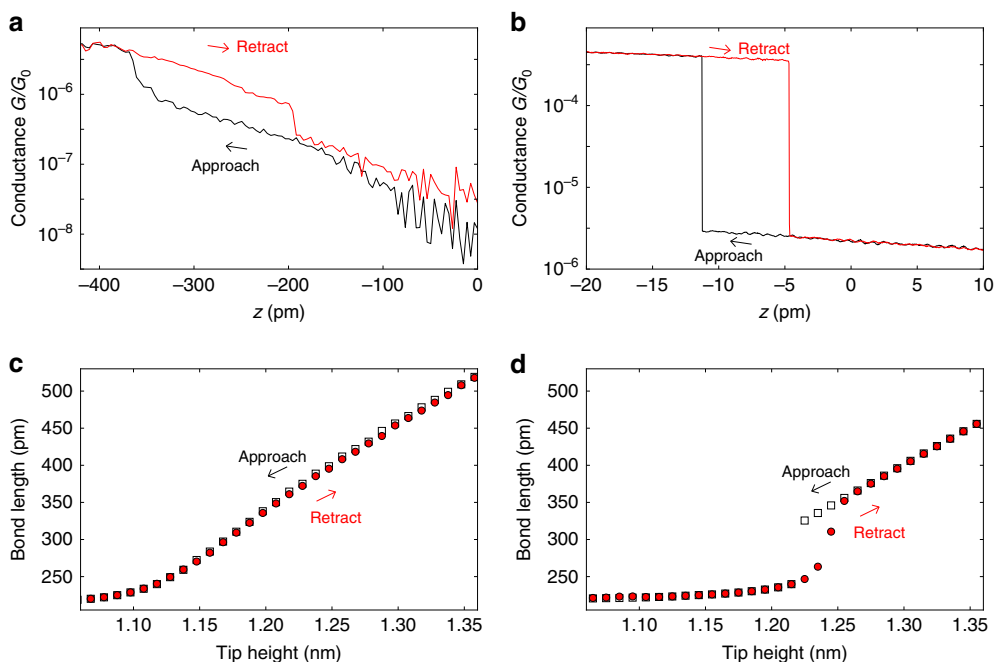 a
Conductance G/G₀
10⁻⁶
10⁻⁷
10⁻⁸
Retract
Approach
−400
−300
−200
−100
0
z (pm)
b
Conductance G/G₀
10⁻⁴
10⁻⁵
10⁻⁶
Retract
Approach
−20
−15
−10
−5
0
5
10
z (pm)
c
Bond length (pm)
500
450
400
350
300
250
Approach
Retract
1.10
1.15
1.20
1.25
1.30
1.35
Tip height (nm)
d
Bond length (pm)
500
450
400
350
300
250
Approach
Retract
1.10
1.15
1.20
1.25
1.30
1.35
Tip height (nm)